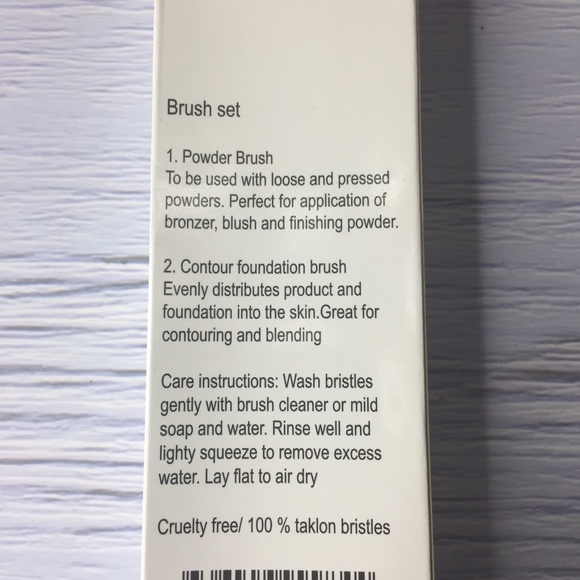 Brush set
1. Powder Brush
To be used with loose and pressed
powders. Perfect for application of
bronzer, blush and finishing powder.
2. Contour foundation brush
Evenly distributes product and
foundation into the skin.Great for
contouring and blending
Care instructions: Wash bristles
gently with brush cleaner or mild
soap and water. Rinse well and
lighty squeeze to remove excess
water. Lay flat to air dry
Cruelty free/ 100 % taklon bristles